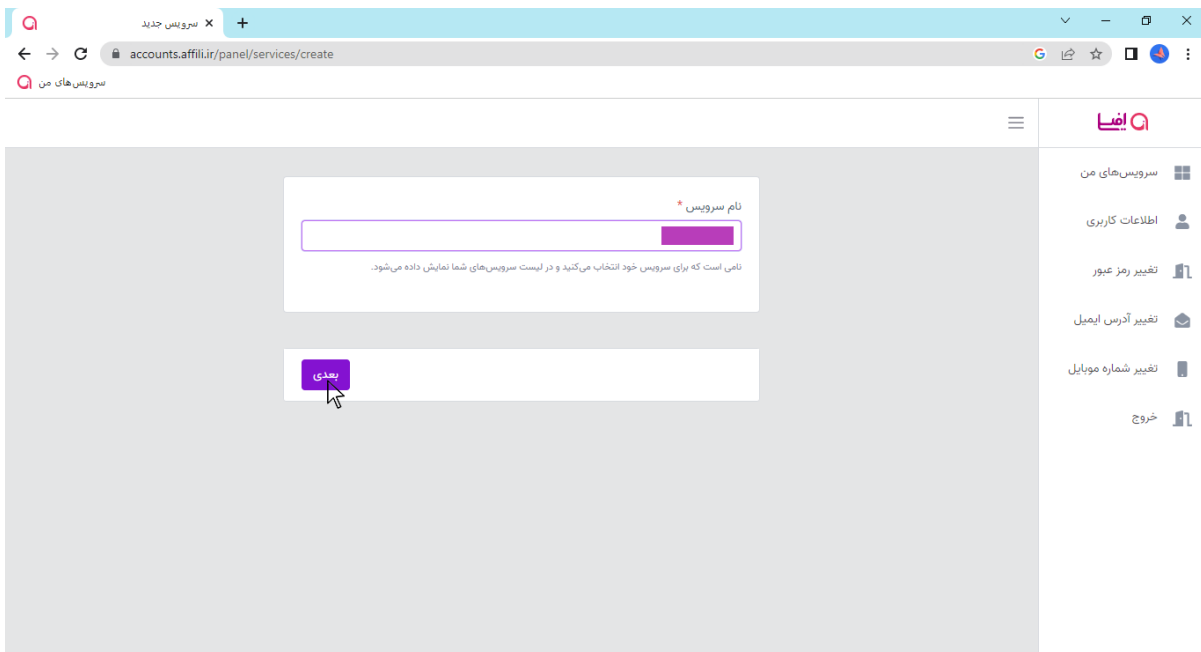 سرویس جدید
accounts.affili.ir/panel/services/create
سرویس‌های من
افیلی
سرویس‌های من
اطلاعات کاربری
تغییر رمز عبور
تغییر آدرس ایمیل
تغییر شماره موبایل
خروج
نام سرویس *
نامی است که برای سرویس خود انتخاب می‌کنید و در لیست سرویس‌های شما نمایش داده می‌شود.
بعدی